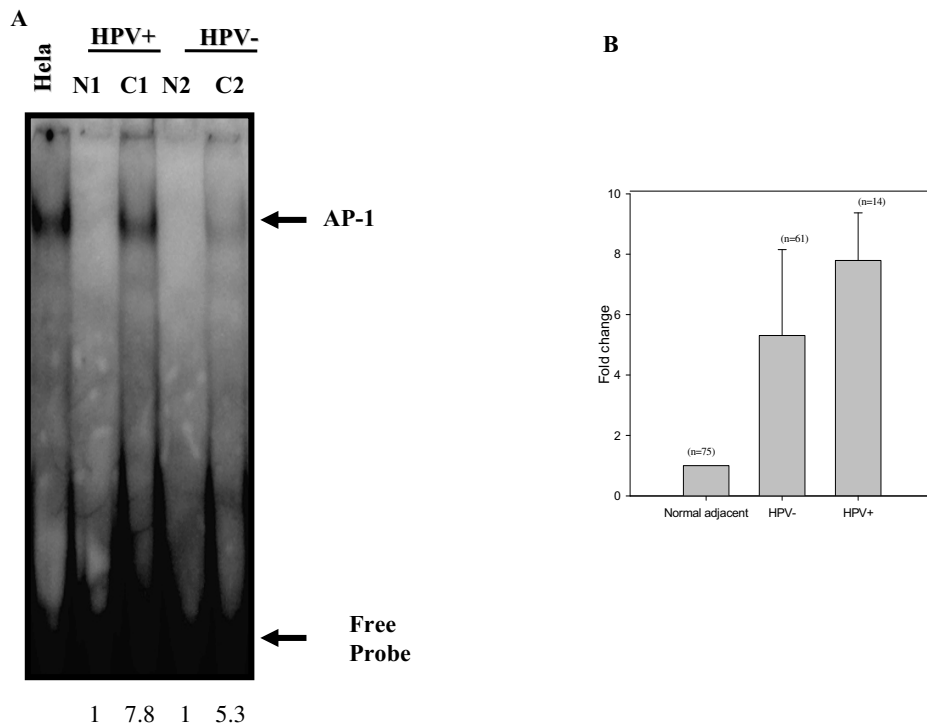 A
HPV+ HPV-
Hela N1 C1 N2 C2
AP-1
Free
Probe
1 7.8 1 5.3
B
10
8
6
4
2
0
Fold change
(n=75)
(n=61)
(n=14)
Normal adjacent HPV- HPV+